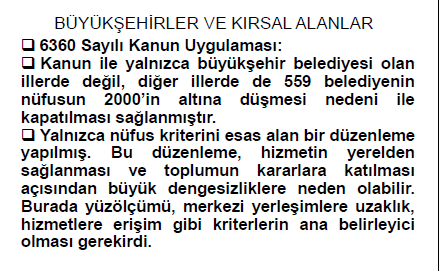 BÜYÜKŞEHİRLER VE KIRSAL ALANLAR
❑ 6360 Sayılı Kanun Uygulaması:
❑ Kanun ile yalnızca büyükşehir belediyesi olan
illerde değil, diğer illerde de 559 belediyenin
nüfusun 2000’in altına düşmesi nedeni ile
kapatılması sağlanmıştır.
❑ Yalnızca nüfus kriterini esas alan bir düzenleme
yapılmış. Bu düzenleme, hizmetin yerelden
sağlanması ve toplumun kararlara katılması
açısından büyük dengesizliklere neden olabilir.
Burada yüzölçümü, merkezi yerleşimlere uzaklık,
hizmetlere erişim gibi kriterlerin ana belirleyici
olması gerekirdi.